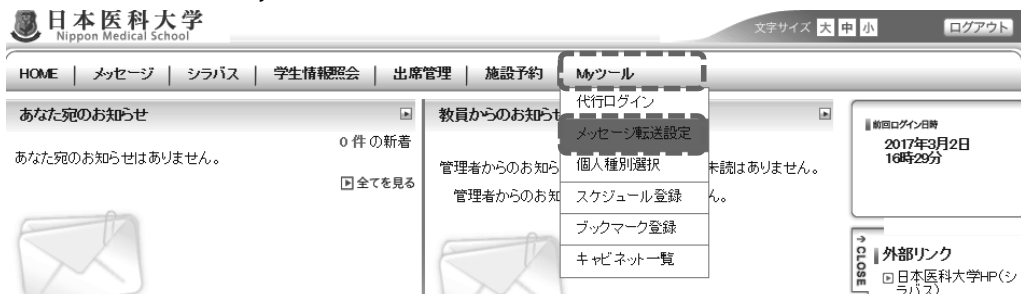 日本医科大学
Nippon Medical School
文字サイズ 大 中 小
ログアウト
HOME | メッセージ | シラバス | 学生情報照会 | 出席管理 | 施設予約 | Myツール
あなた宛のお知らせ
0 件の新着
あなた宛のお知らせはありません。
全てを見る
教員からのお知らせ
管理者からのお知ら
未読はありません。
管理者からのお知
ん。
代行ログイン
メッセージ転送設定
個人種別選択
スケジュール登録
ブックマーク登録
キャビネット一覧
前回ログイン日時
2017年3月2日
16時29分
CLOSE
外部リンク
日本医科大学HP(シ
ラバス)